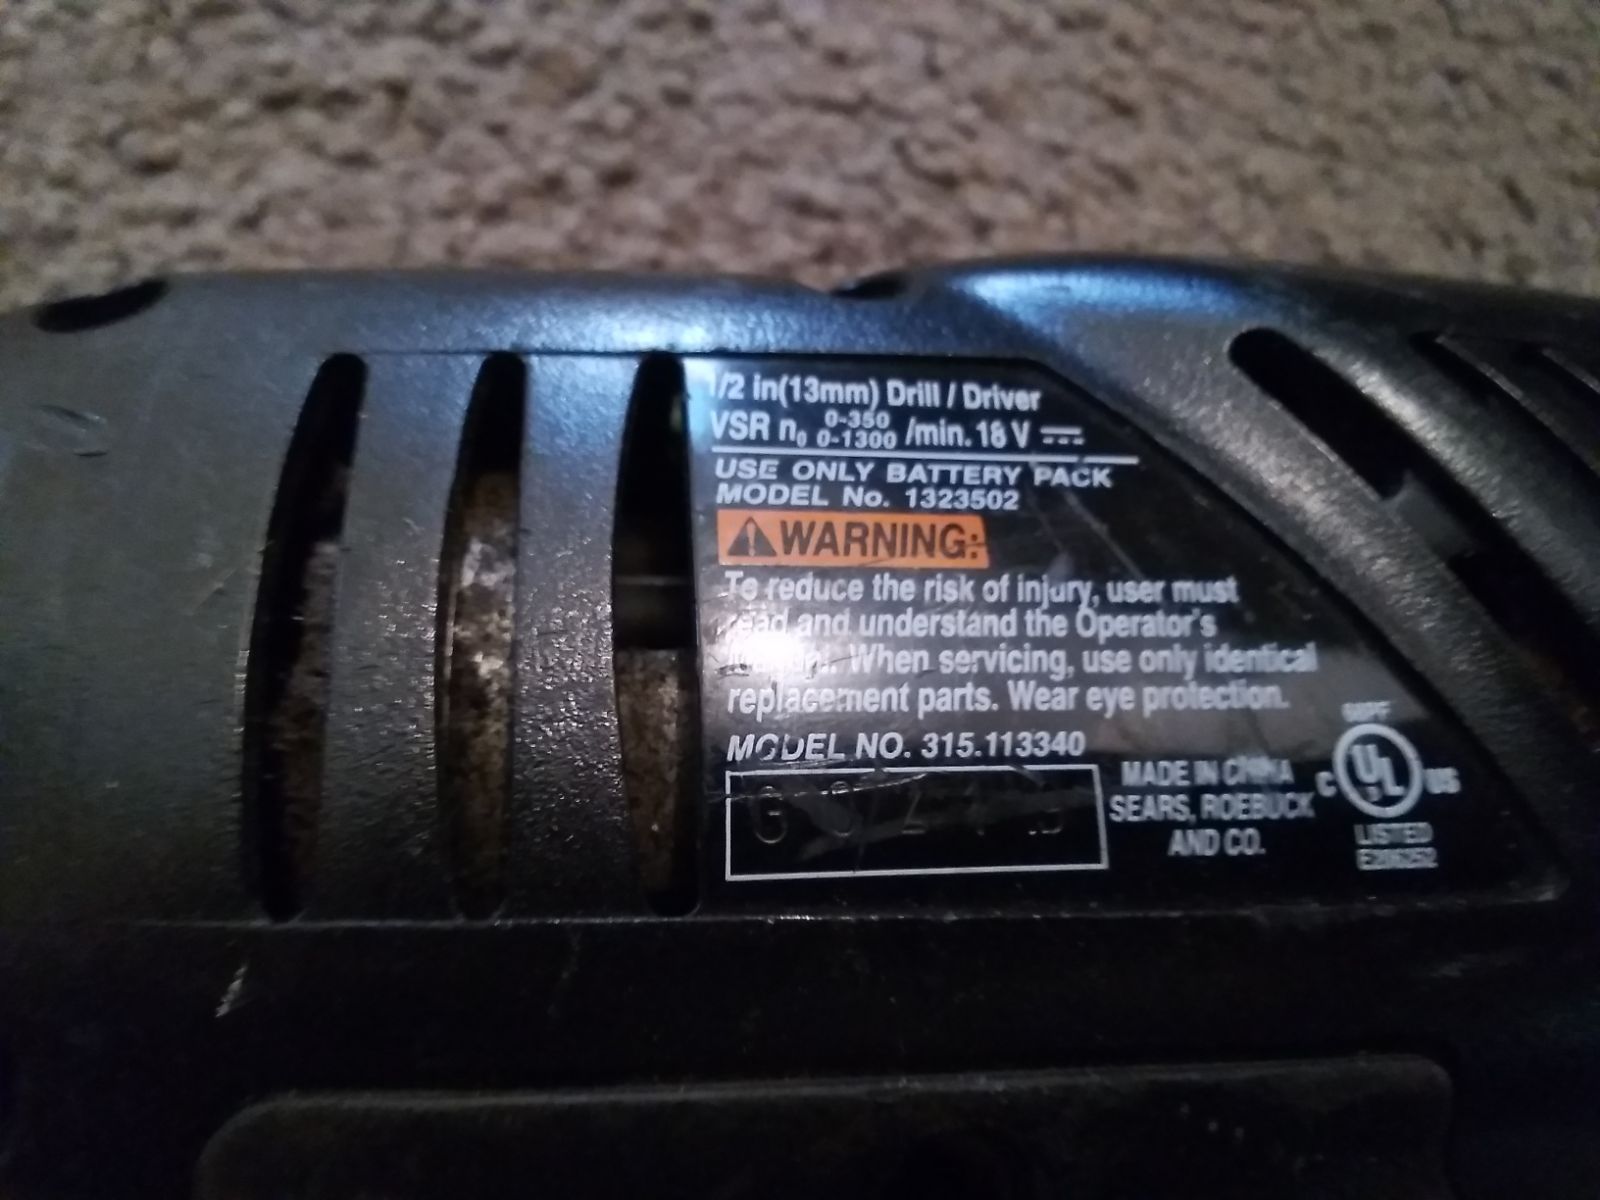 1/2 in(13mm) Drill / Driver
VSR n₀ 0-350 0-1300 /min. 18 V ⎓
USE ONLY BATTERY PACK
MODEL No. 1323502
⚠WARNING:
To reduce the risk of injury, user must
read and understand the Operator's
When servicing, use only identical
replacement parts. Wear eye protection.
MODEL NO. 315.113340
MADE IN CHINA
SEARS, ROEBUCK
AND CO.
C UL US
LISTED